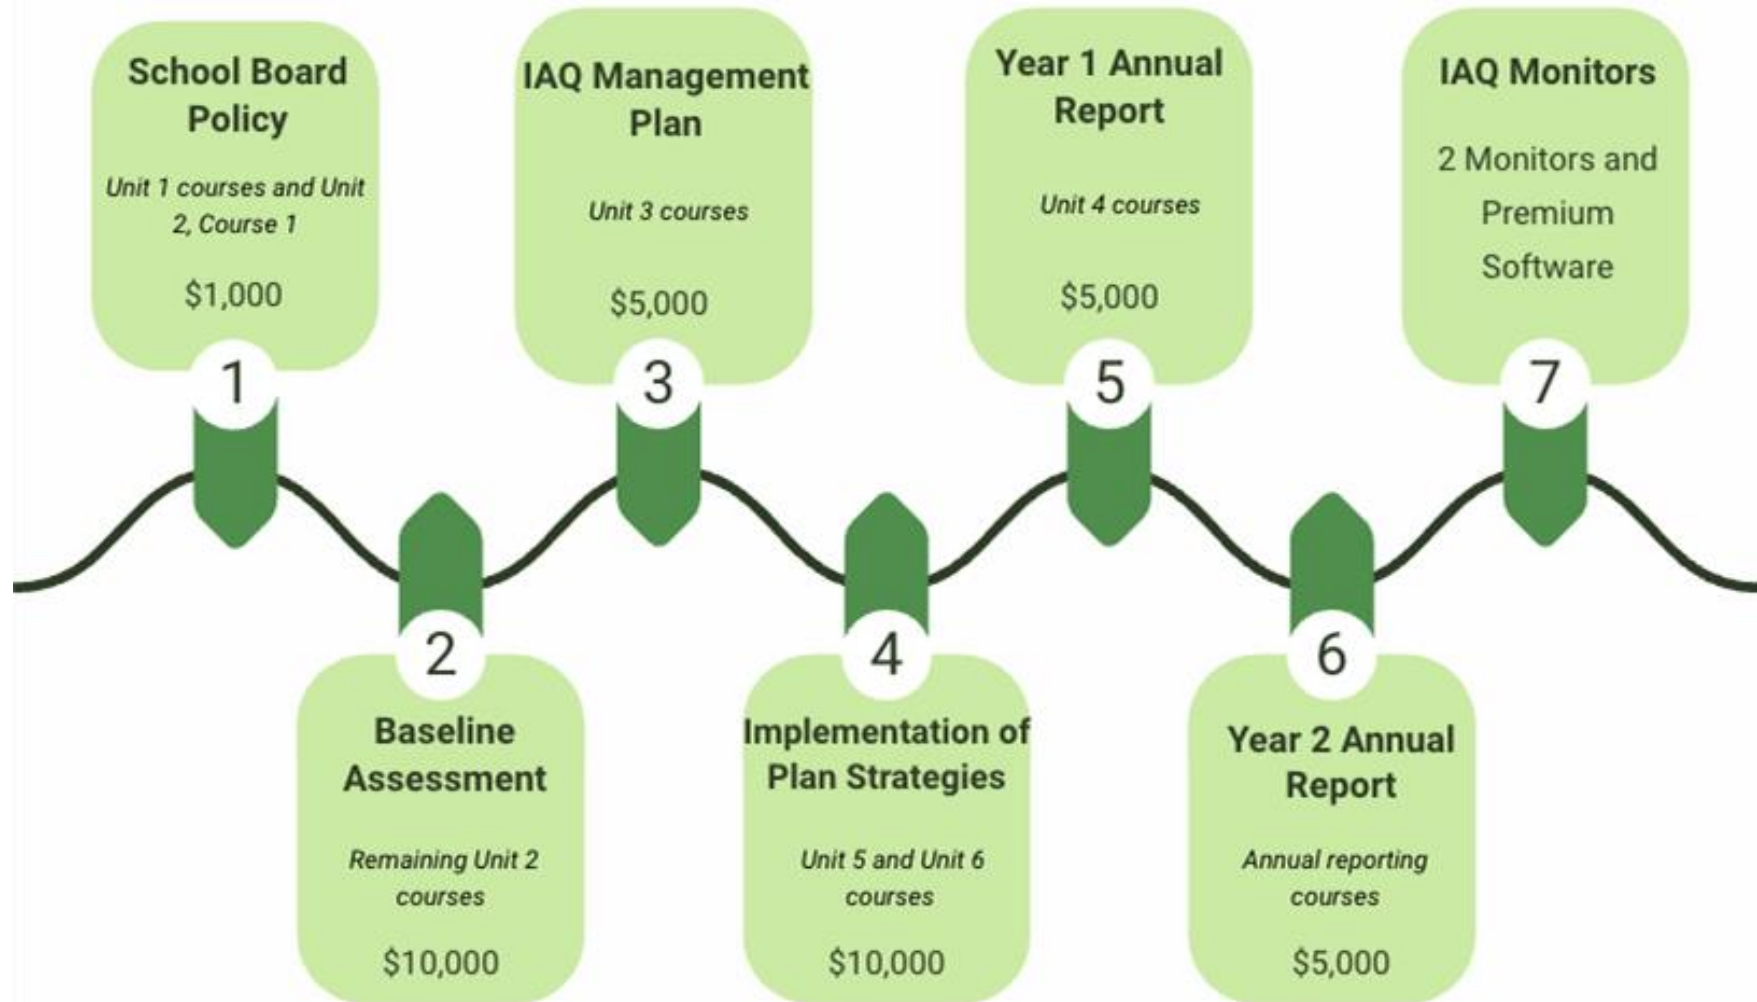 School Board
Policy
Unit 1 courses and Unit
2, Course 1
$1,000
1
2
Baseline
Assessment
Remaining Unit 2
courses
$10,000
IAQ Management
Plan
Unit 3 courses
$5,000
3
4
Implementation of
Plan Strategies
Unit 5 and Unit 6
courses
$10,000
Year 1 Annual
Report
Unit 4 courses
$5,000
5
6
Year 2 Annual
Report
Annual reporting
courses
$5,000
IAQ Monitors
2 Monitors and
Premium
Software
7